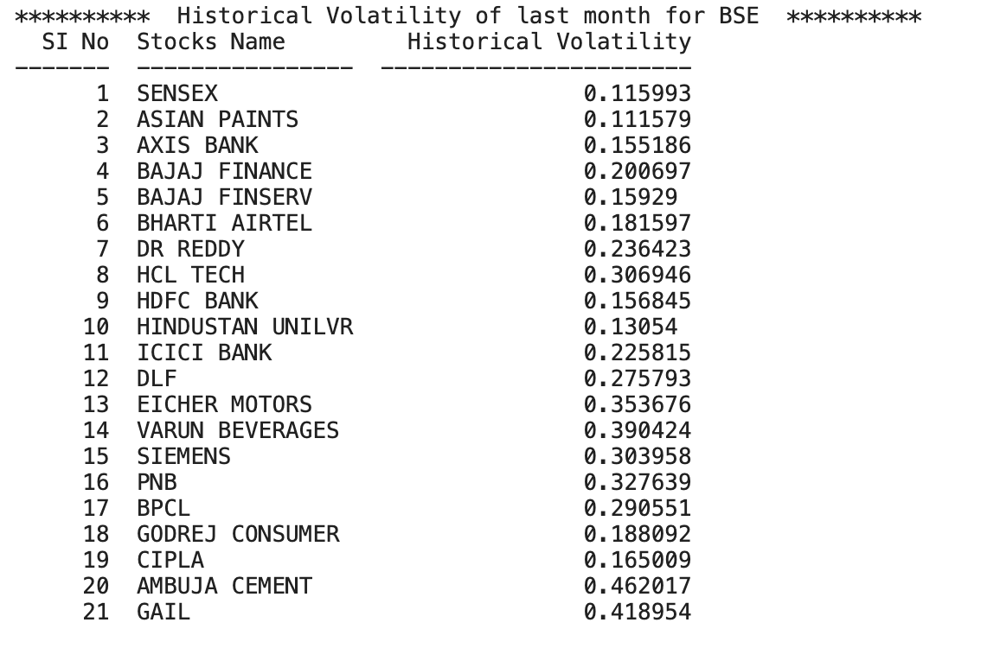 **********  Historical Volatility of last month for BSE  **********
  SI No  Stocks Name         Historical Volatility
-------  ----------------  -----------------------
      1  SENSEX                           0.115993
      2  ASIAN PAINTS                     0.111579
      3  AXIS BANK                        0.155186
      4  BAJAJ FINANCE                    0.200697
      5  BAJAJ FINSERV                    0.15929
      6  BHARTI AIRTEL                    0.181597
      7  DR REDDY                         0.236423
      8  HCL TECH                         0.306946
      9  HDFC BANK                        0.156845
     10  HINDUSTAN UNILVR                 0.13054
     11  ICICI BANK                       0.225815
     12  DLF                              0.275793
     13  EICHER MOTORS                    0.353676
     14  VARUN BEVERAGES                  0.390424
     15  SIEMENS                          0.303958
     16  PNB                              0.327639
     17  BPCL                             0.290551
     18  GODREJ CONSUMER                  0.188092
     19  CIPLA                            0.165009
     20  AMBUJA CEMENT                    0.462017
     21  GAIL                             0.418954